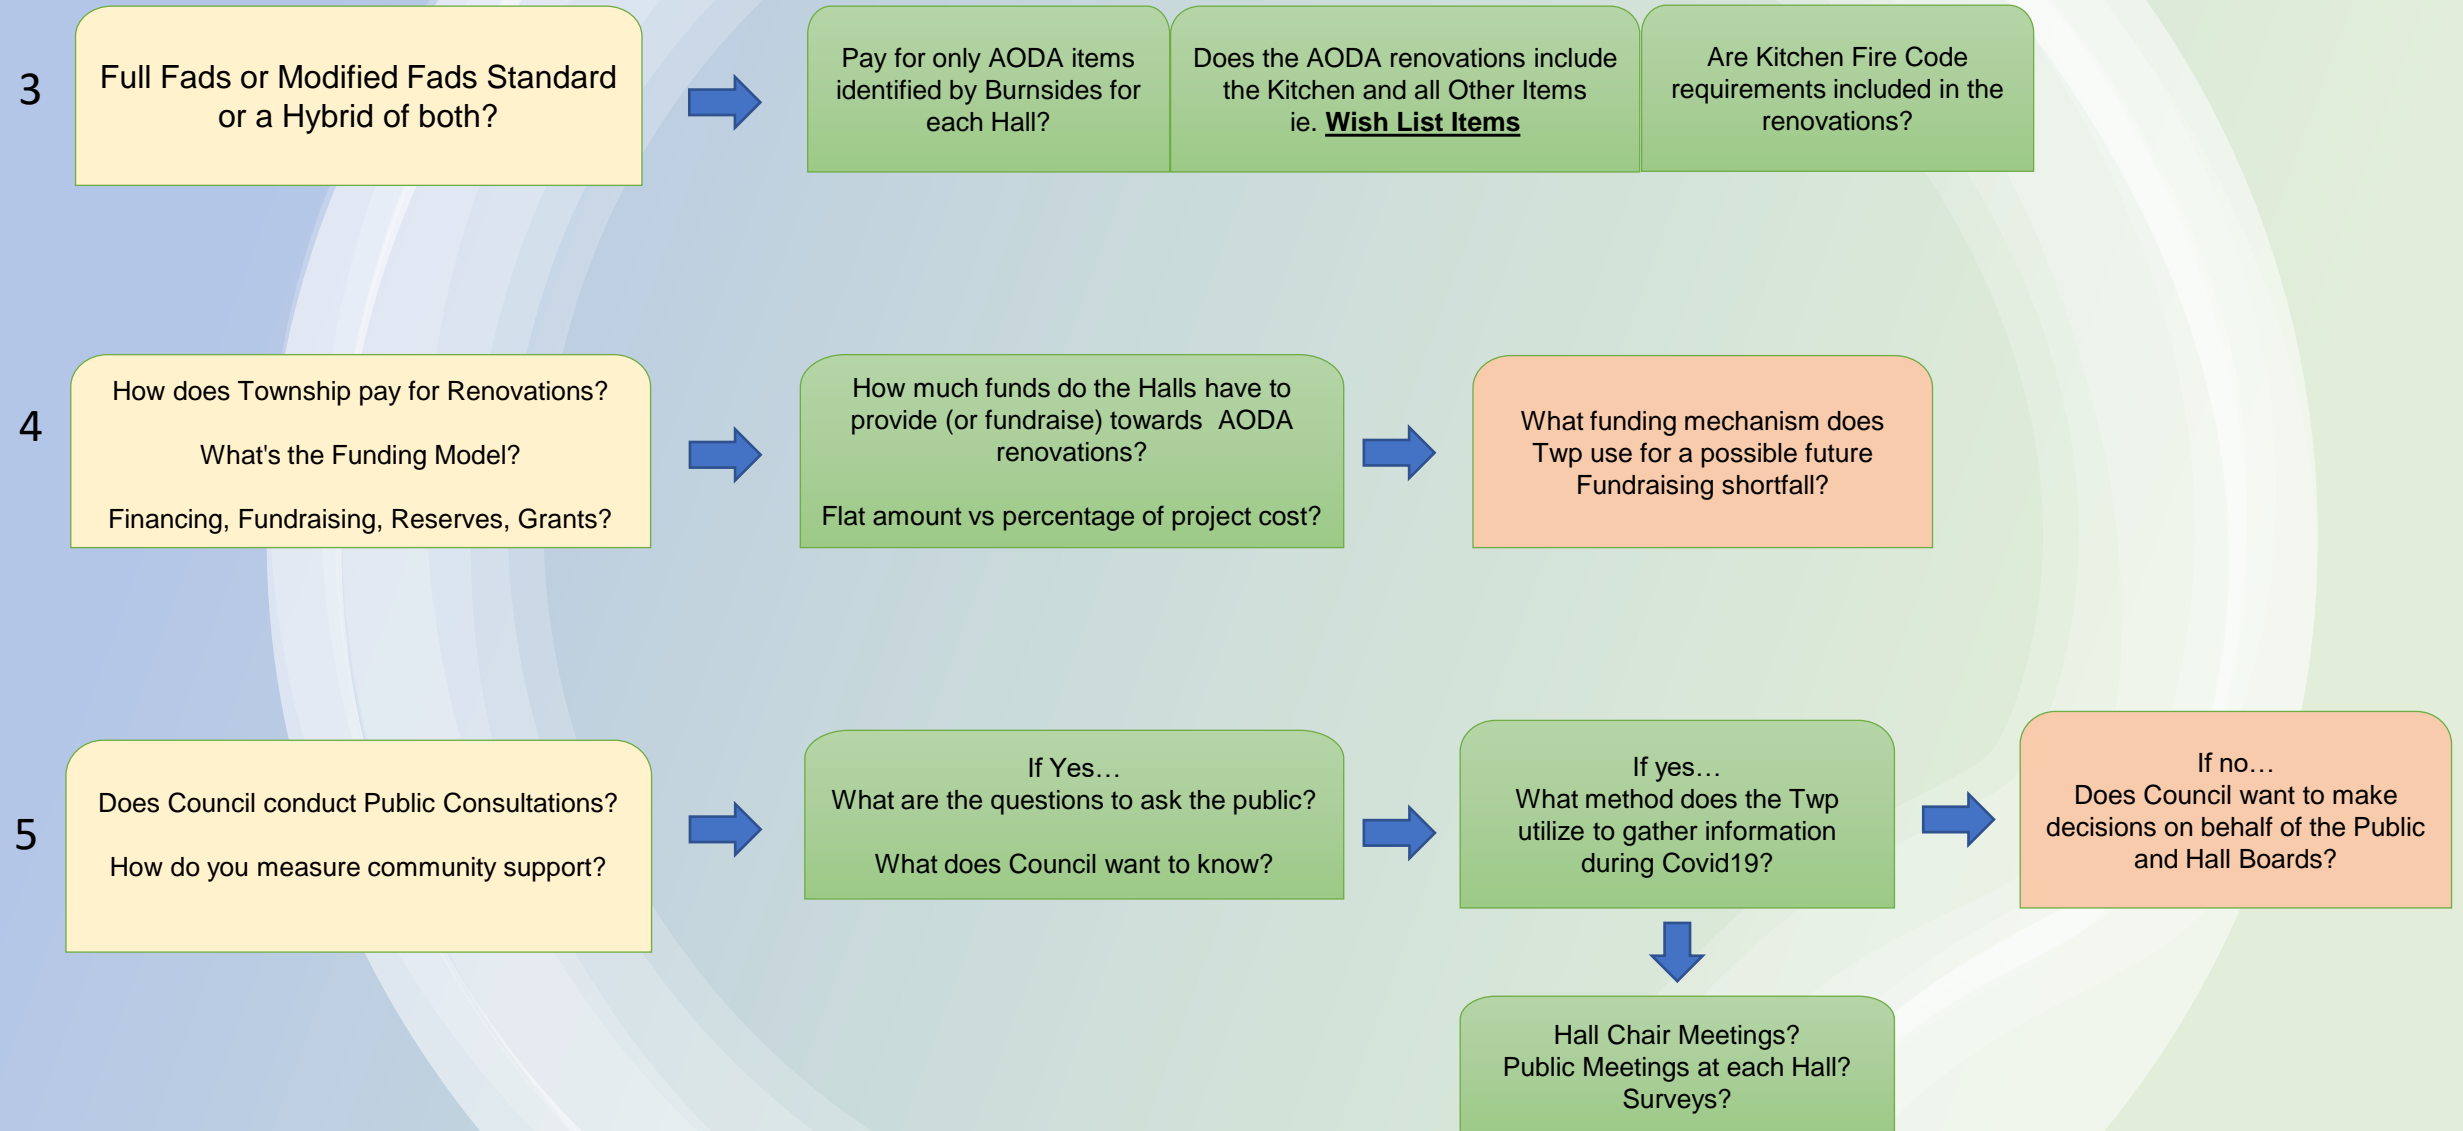 3
Full Fads or Modified Fads Standard
or a Hybrid of both?
Pay for only AODA items
identified by Burnsides for
each Hall?
Does the AODA renovations include
the Kitchen and all Other Items
ie. Wish List Items
Are Kitchen Fire Code
requirements included in the
renovations?
4
How does Township pay for Renovations?
What's the Funding Model?
Financing, Fundraising, Reserves, Grants?
How much funds do the Halls have to
provide (or fundraise) towards AODA
renovations?
Flat amount vs percentage of project cost?
What funding mechanism does
Twp use for a possible future
Fundraising shortfall?
5
Does Council conduct Public Consultations?
How do you measure community support?
If Yes…
What are the questions to ask the public?
What does Council want to know?
If yes…
What method does the Twp
utilize to gather information
during Covid19?
If no…
Does Council want to make
decisions on behalf of the Public
and Hall Boards?
Hall Chair Meetings?
Public Meetings at each Hall?
Surveys?